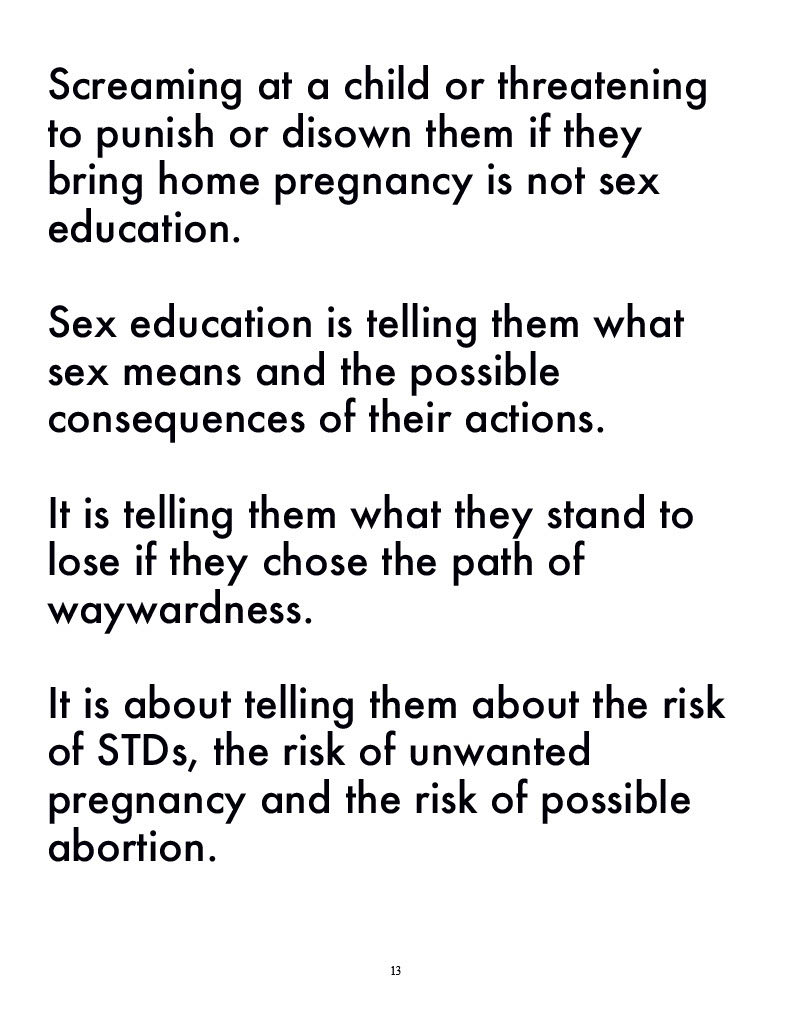 Screaming at a child or threatening
to punish or disown them if they
bring home pregnancy is not sex
education.
Sex education is telling them what
sex means and the possible
consequences of their actions.
It is telling them what they stand to
lose if they chose the path of
waywardness.
It is about telling them about the risk
of STDs, the risk of unwanted
pregnancy and the risk of possible
abortion.
13